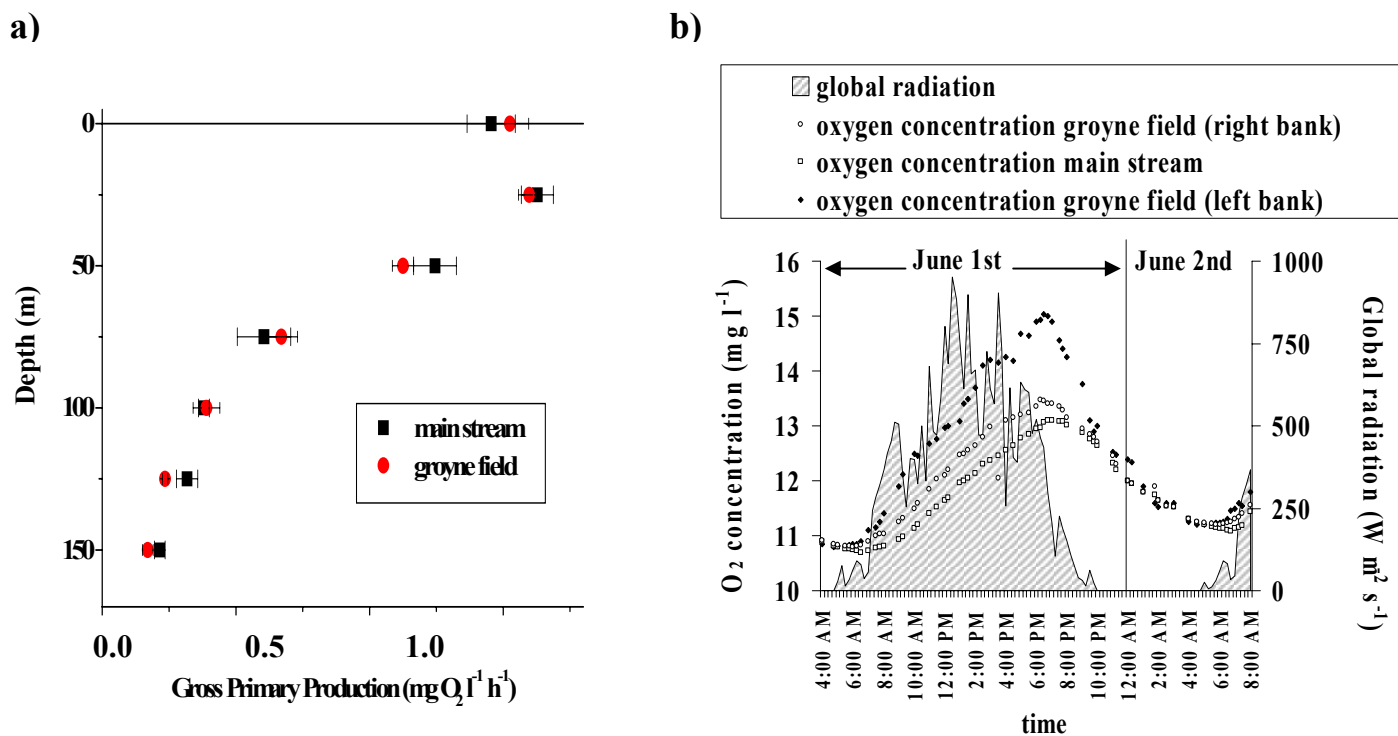 a)
0
50
100
150
Depth (m)
main stream
groyne field
0.0 0.5 1.0
Gross Primary Production (mg O2 l-1 h-1)
b)
global radiation
oxygen concentration groyne field (right bank)
oxygen concentration main stream
oxygen concentration groyne field (left bank)
June 1st June 2nd
16
15
14
13
12
11
10
O2 concentration (mg l-1)
1000
750
500
250
0
Global radiation (W m2 s-1)
4:00 AM
6:00 AM
8:00 AM
10:00 AM
12:00 PM
2:00 PM
4:00 PM
6:00 PM
8:00 PM
10:00 PM
12:00 AM
2:00 AM
4:00 AM
6:00 AM
8:00 AM
time